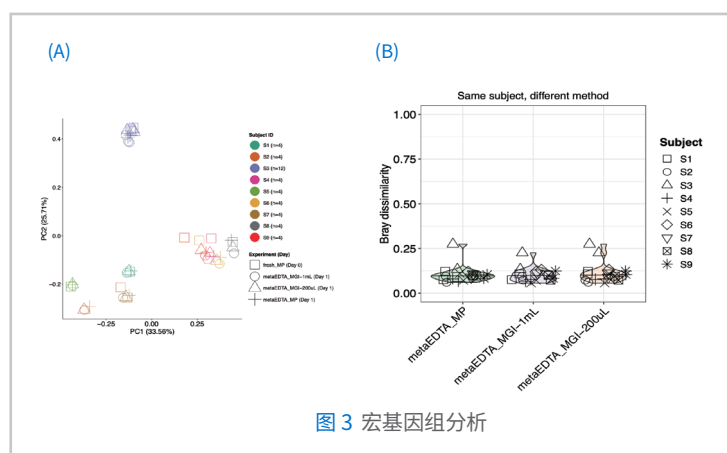 (A)
(B)
Same subject, different method
PC2 (25.71%)
0.4
0.2
0.0
−0.2
−0.25
0.00
0.25
PC1 (33.56%)
Subject ID
S1 (n=4)
S2 (n=4)
S3 (n=12)
S4 (n=4)
S5 (n=4)
S6 (n=4)
S7 (n=4)
S8 (n=4)
S9 (n=4)
Experiment (Day)
fresh_MP (Day 0)
metaEDTA_MGI−1mL (Day 1)
metaEDTA_MGI−200uL (Day 1)
metaEDTA_MP (Day 1)
Bray dissimilarity
1.00
0.75
0.50
0.25
0.00
metaEDTA_MP
metaEDTA_MGI−1mL
metaEDTA_MGI−200uL
Subject
S1
S2
S3
S4
S5
S6
S7
S8
S9
图 3 宏基因组分析